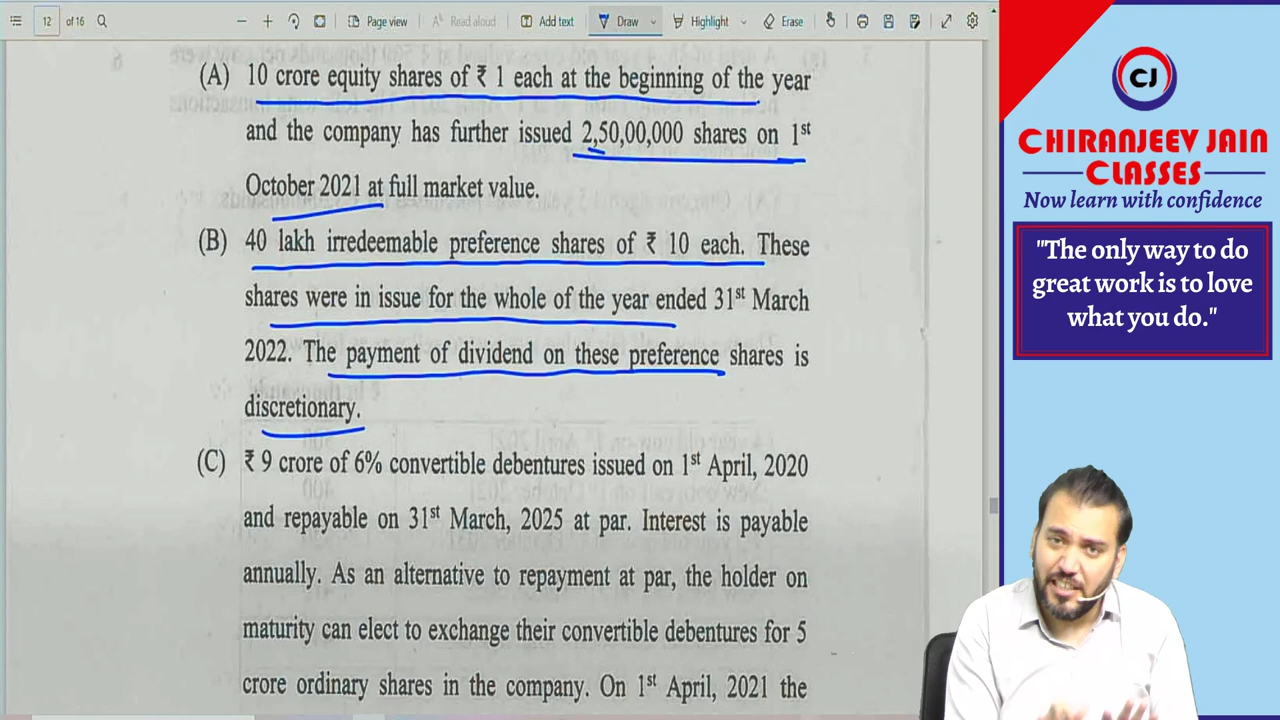 12 of 16
Page view
Read aloud
Add text
Draw
Highlight
Erase
(A) 10 crore equity shares of ₹ 1 each at the beginning of the year
and the company has further issued 2,50,00,000 shares on 1st
October 2021 at full market value.
(B) 40 lakh irredeemable preference shares of ₹ 10 each. These
shares were in issue for the whole of the year ended 31st March
2022. The payment of dividend on these preference shares is
discretionary.
(C) ₹ 9 crore of 6% convertible debentures issued on 1st April, 2020
and repayable on 31st March, 2025 at par. Interest is payable
annually. As an alternative to repayment at par, the holder on
maturity can elect to exchange their convertible debentures for 5
crore ordinary shares in the company. On 1st April, 2021 the
CJ
CHIRANJEEV JAIN
CLASSES
Now learn with confidence
"The only way to do
great work is to love
what you do."